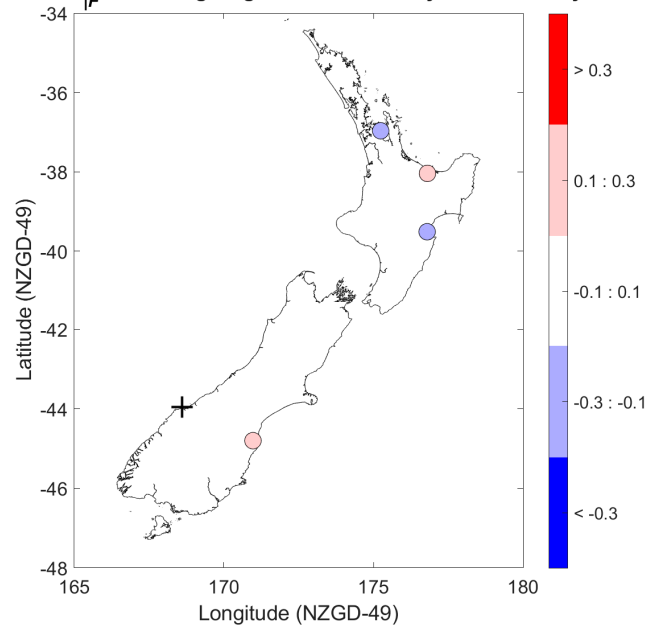 -34
-36
-38
-40
-42
-44
-46
-48
165
170
175
180
Latitude (NZGD-49)
Longitude (NZGD-49)
> 0.3
0.1 : 0.3
-0.1 : 0.1
-0.3 : -0.1
< -0.3